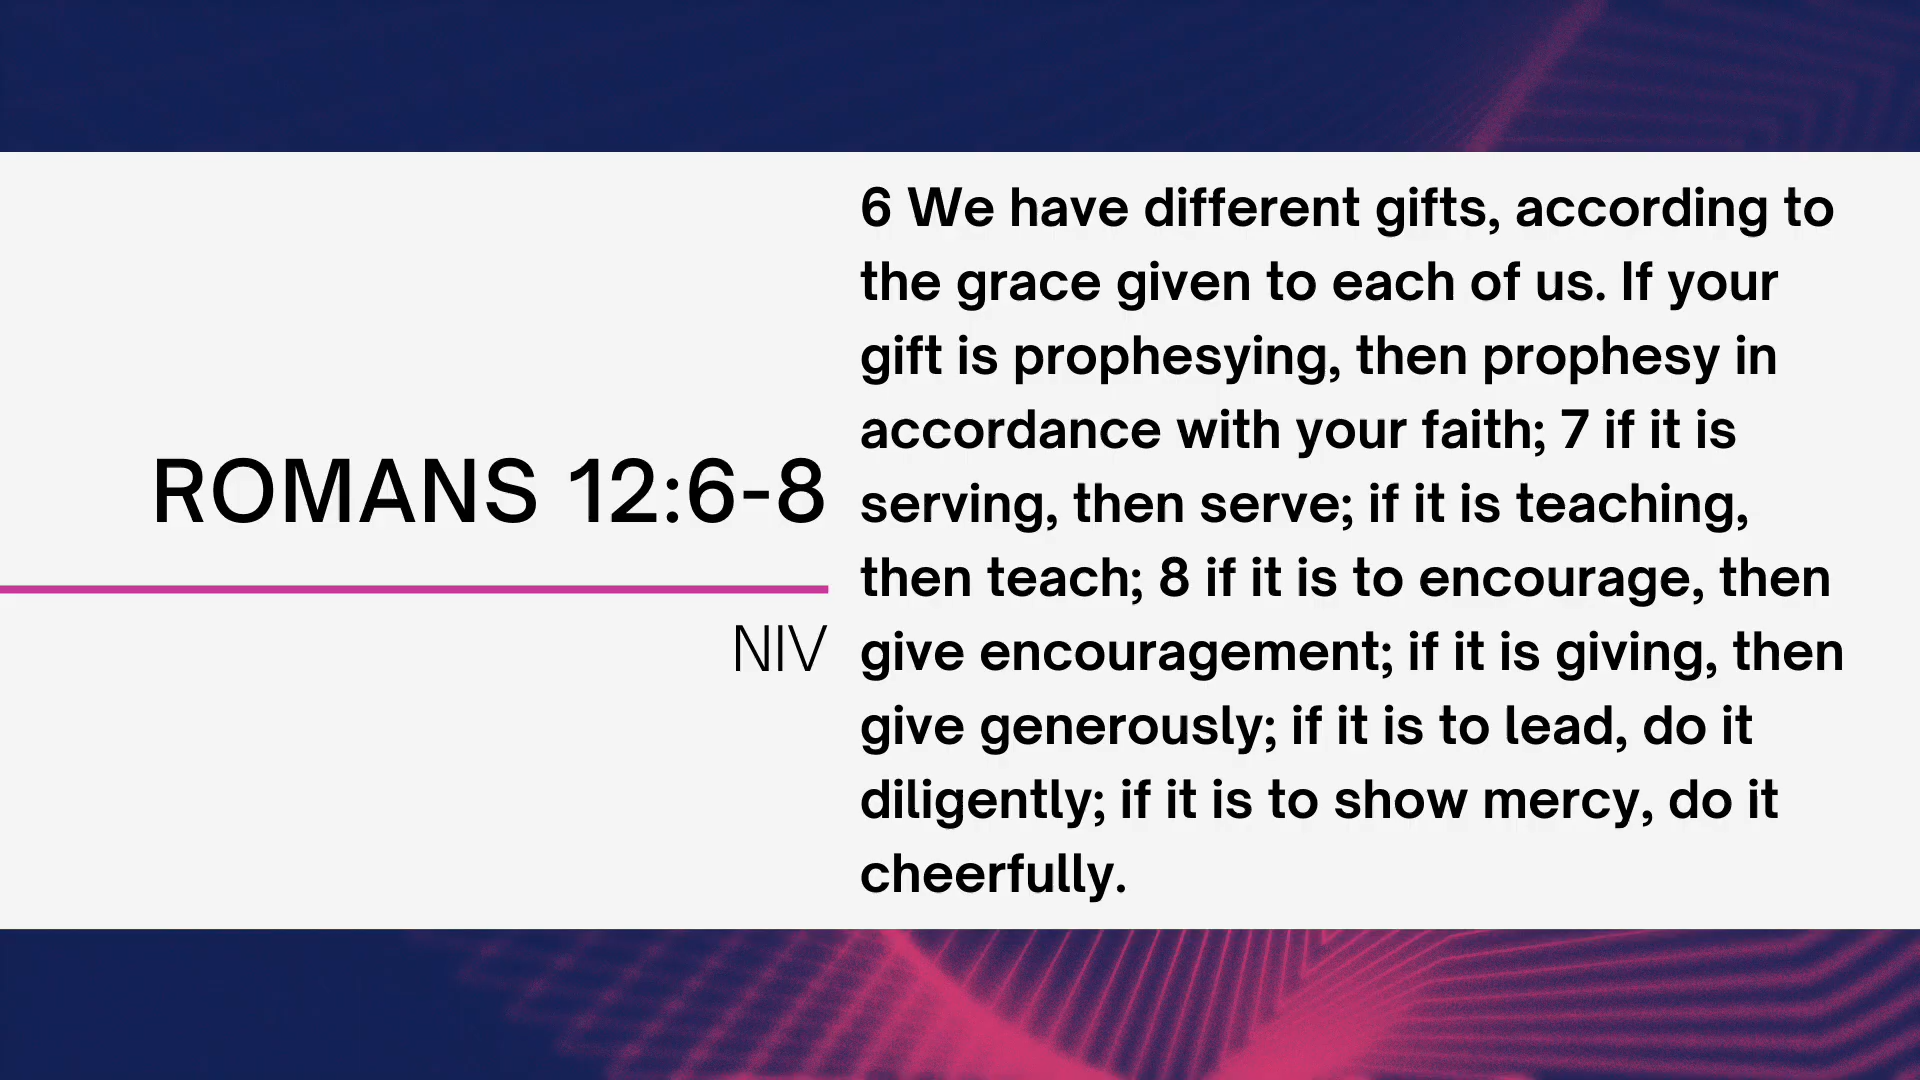 ROMANS 12:6-8
NIV
6 We have different gifts, according to
the grace given to each of us. If your
gift is prophesying, then prophesy in
accordance with your faith; 7 if it is
serving, then serve; if it is teaching,
then teach; 8 if it is to encourage, then
give encouragement; if it is giving, then
give generously; if it is to lead, do it
diligently; if it is to show mercy, do it
cheerfully.